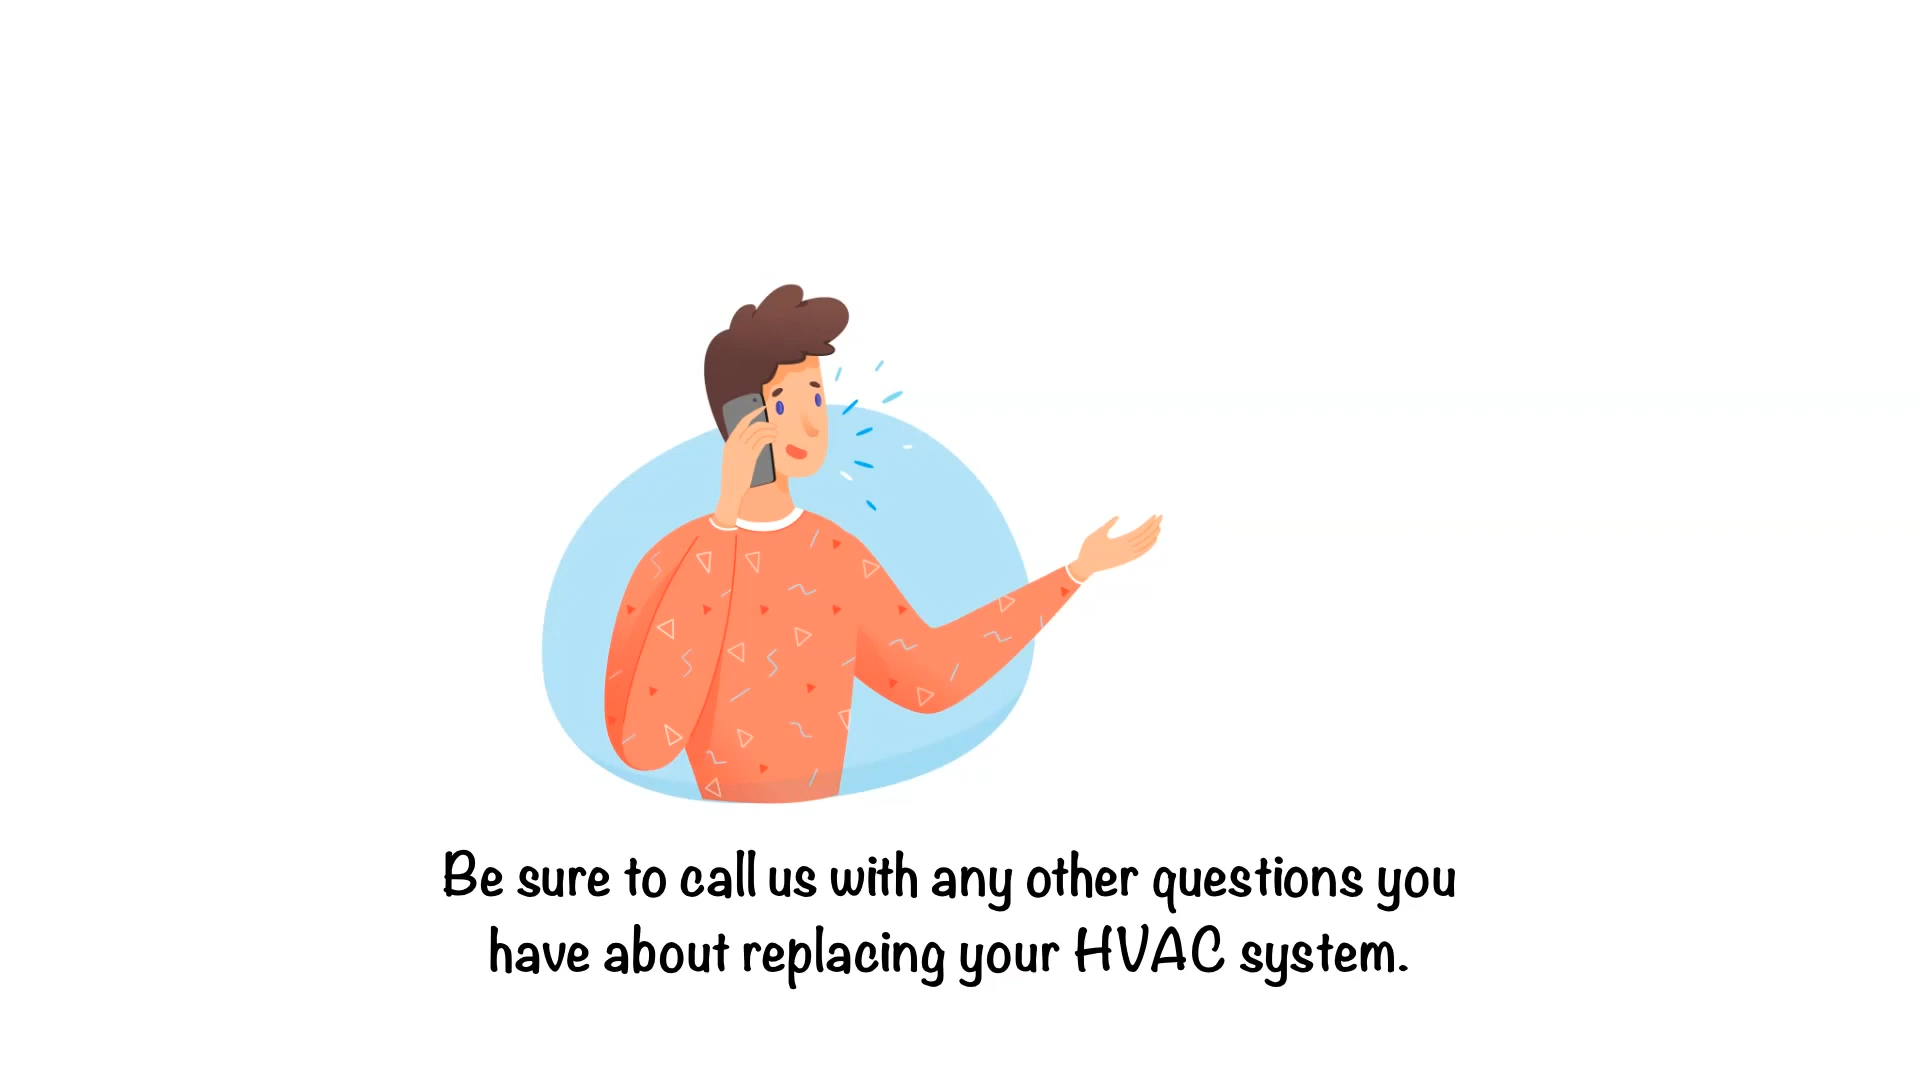 Be sure to call us with any other questions you
have about replacing your HVAC system.